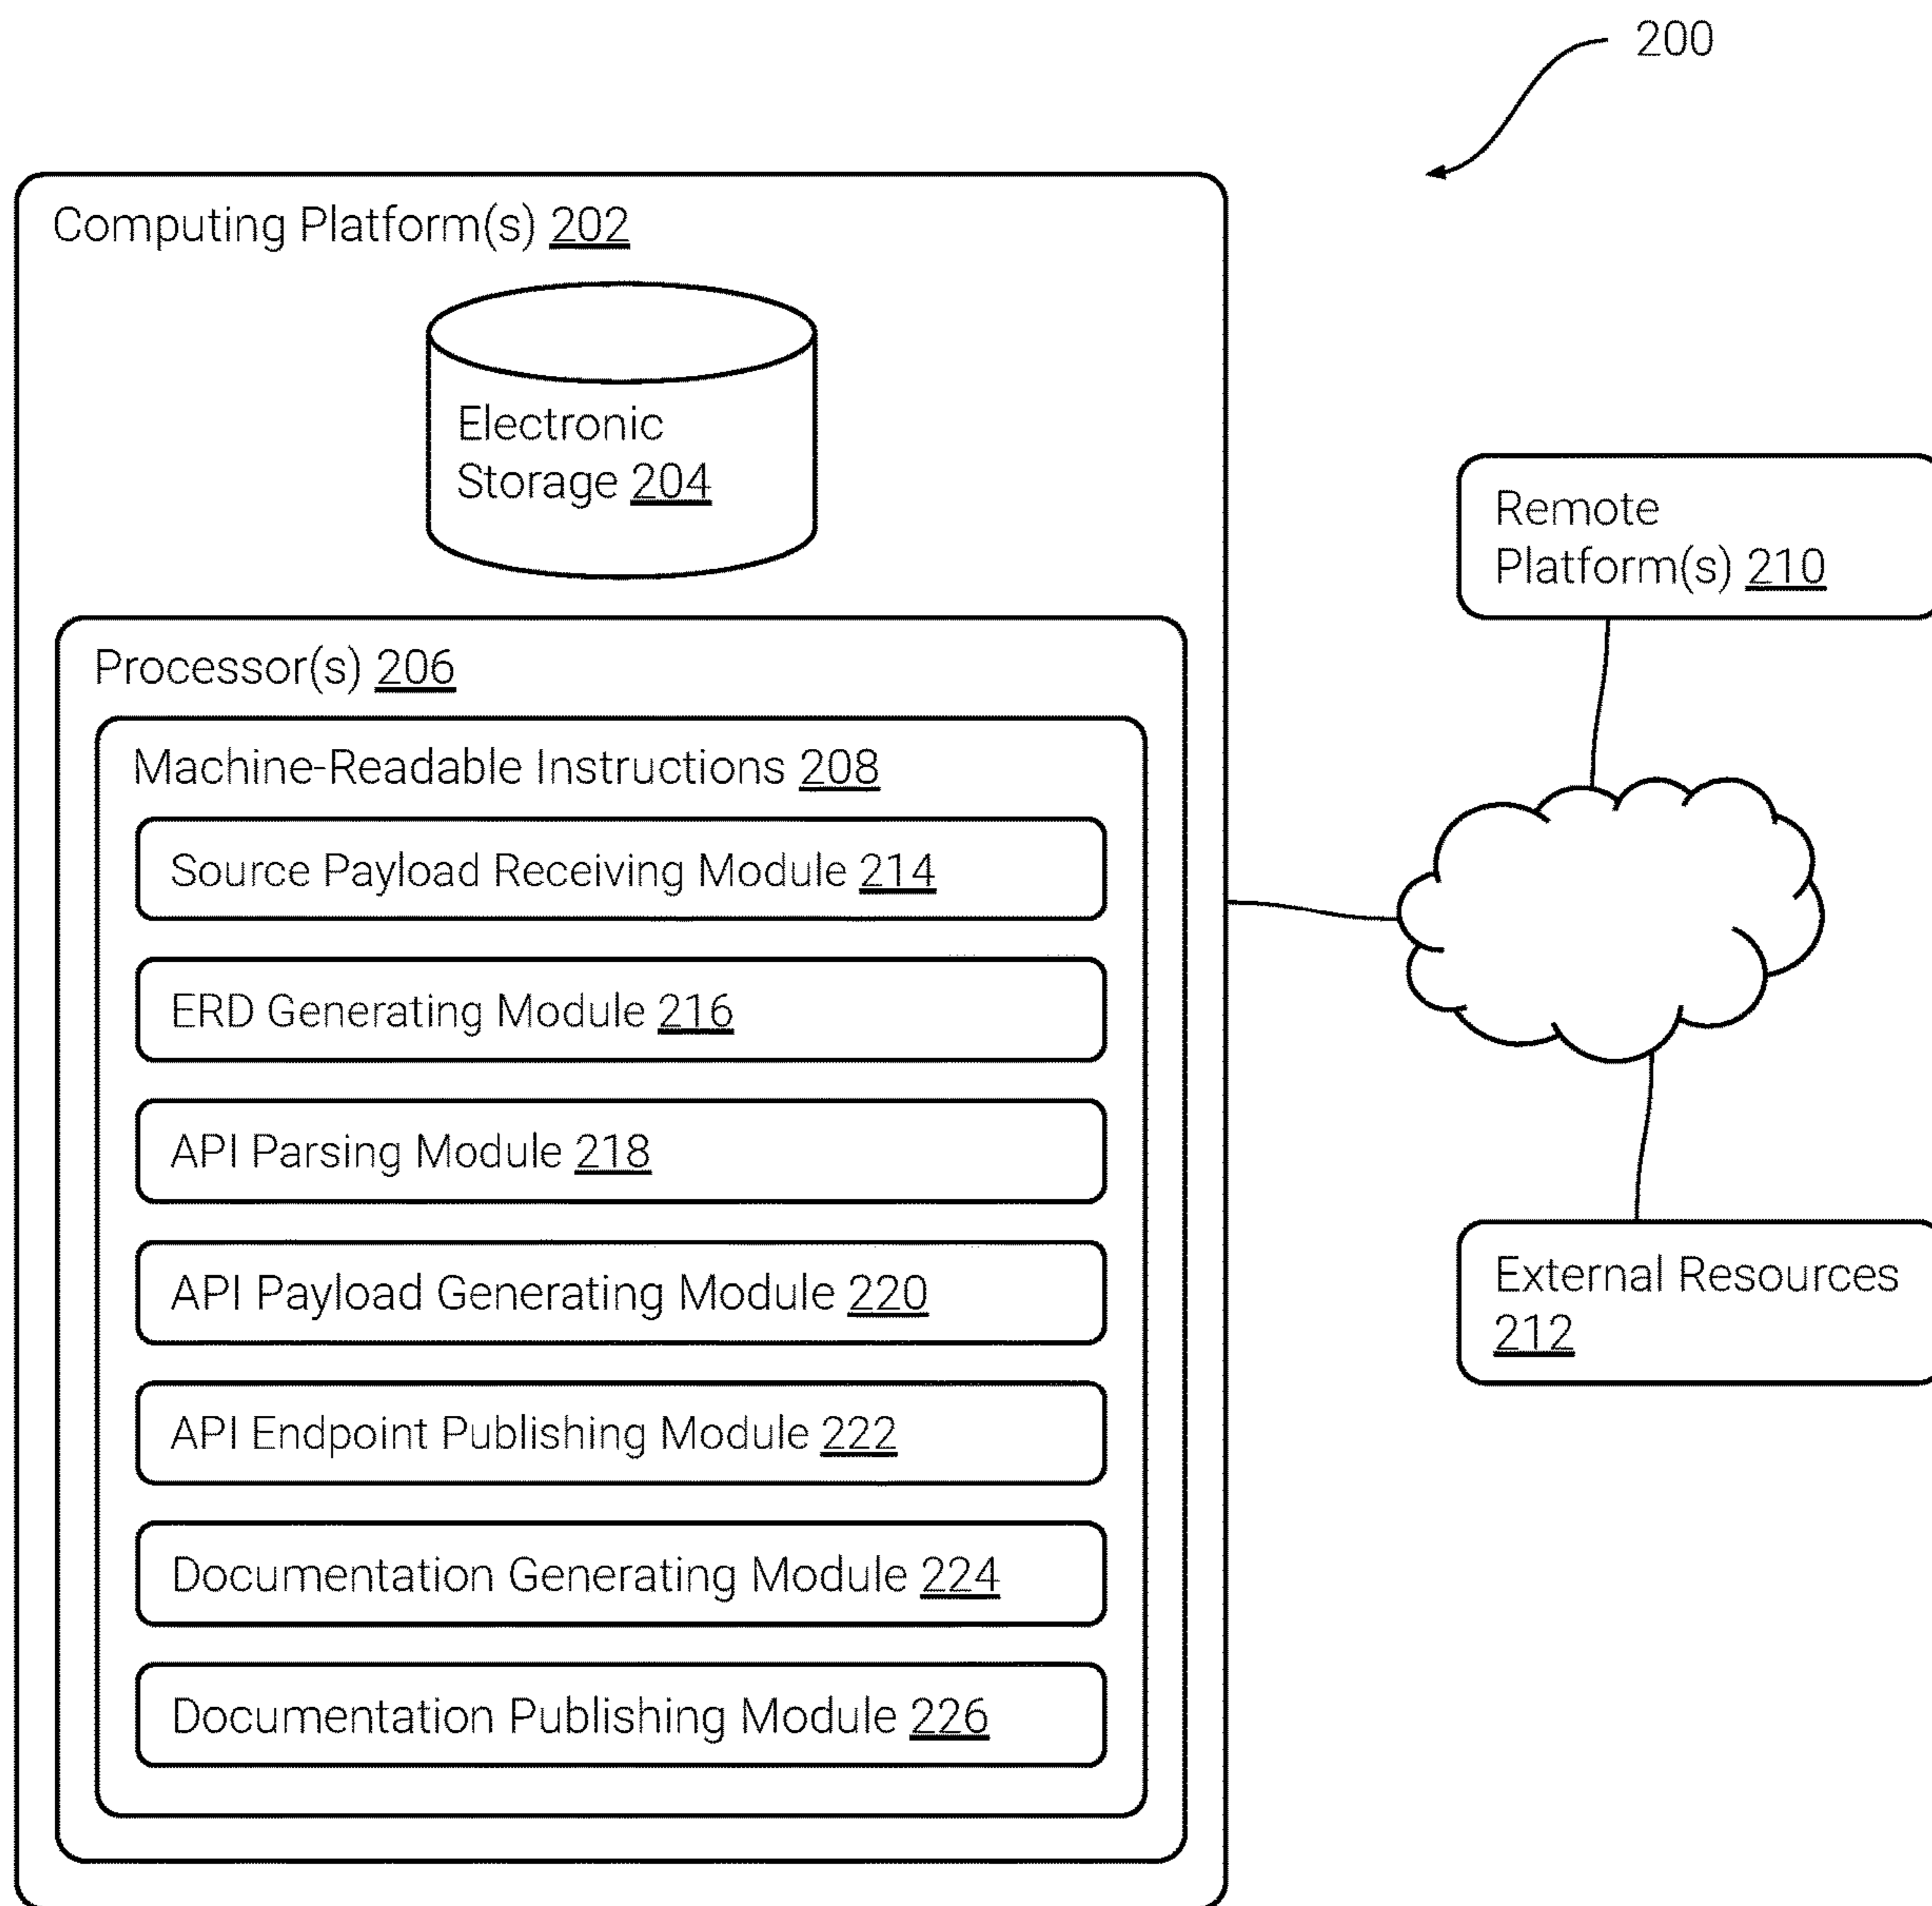 200
Computing Platform(s) 202
Electronic
Storage 204
Remote
Platform(s) 210
Processor(s) 206
Machine-Readable Instructions 208
Source Payload Receiving Module 214
ERD Generating Module 216
API Parsing Module 218
API Payload Generating Module 220
External Resources
212
API Endpoint Publishing Module 222
Documentation Generating Module 224
Documentation Publishing Module 226